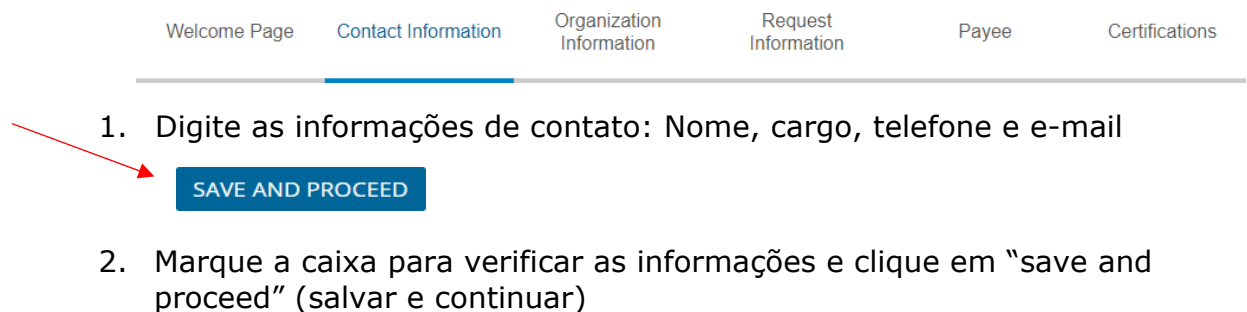 Welcome Page Contact Information Organization Information Request Information Payee Certifications
1. Digite as informações de contato: Nome, cargo, telefone e e-mail
SAVE AND PROCEED
2. Marque a caixa para verificar as informações e clique em “save and
proceed” (salvar e continuar)